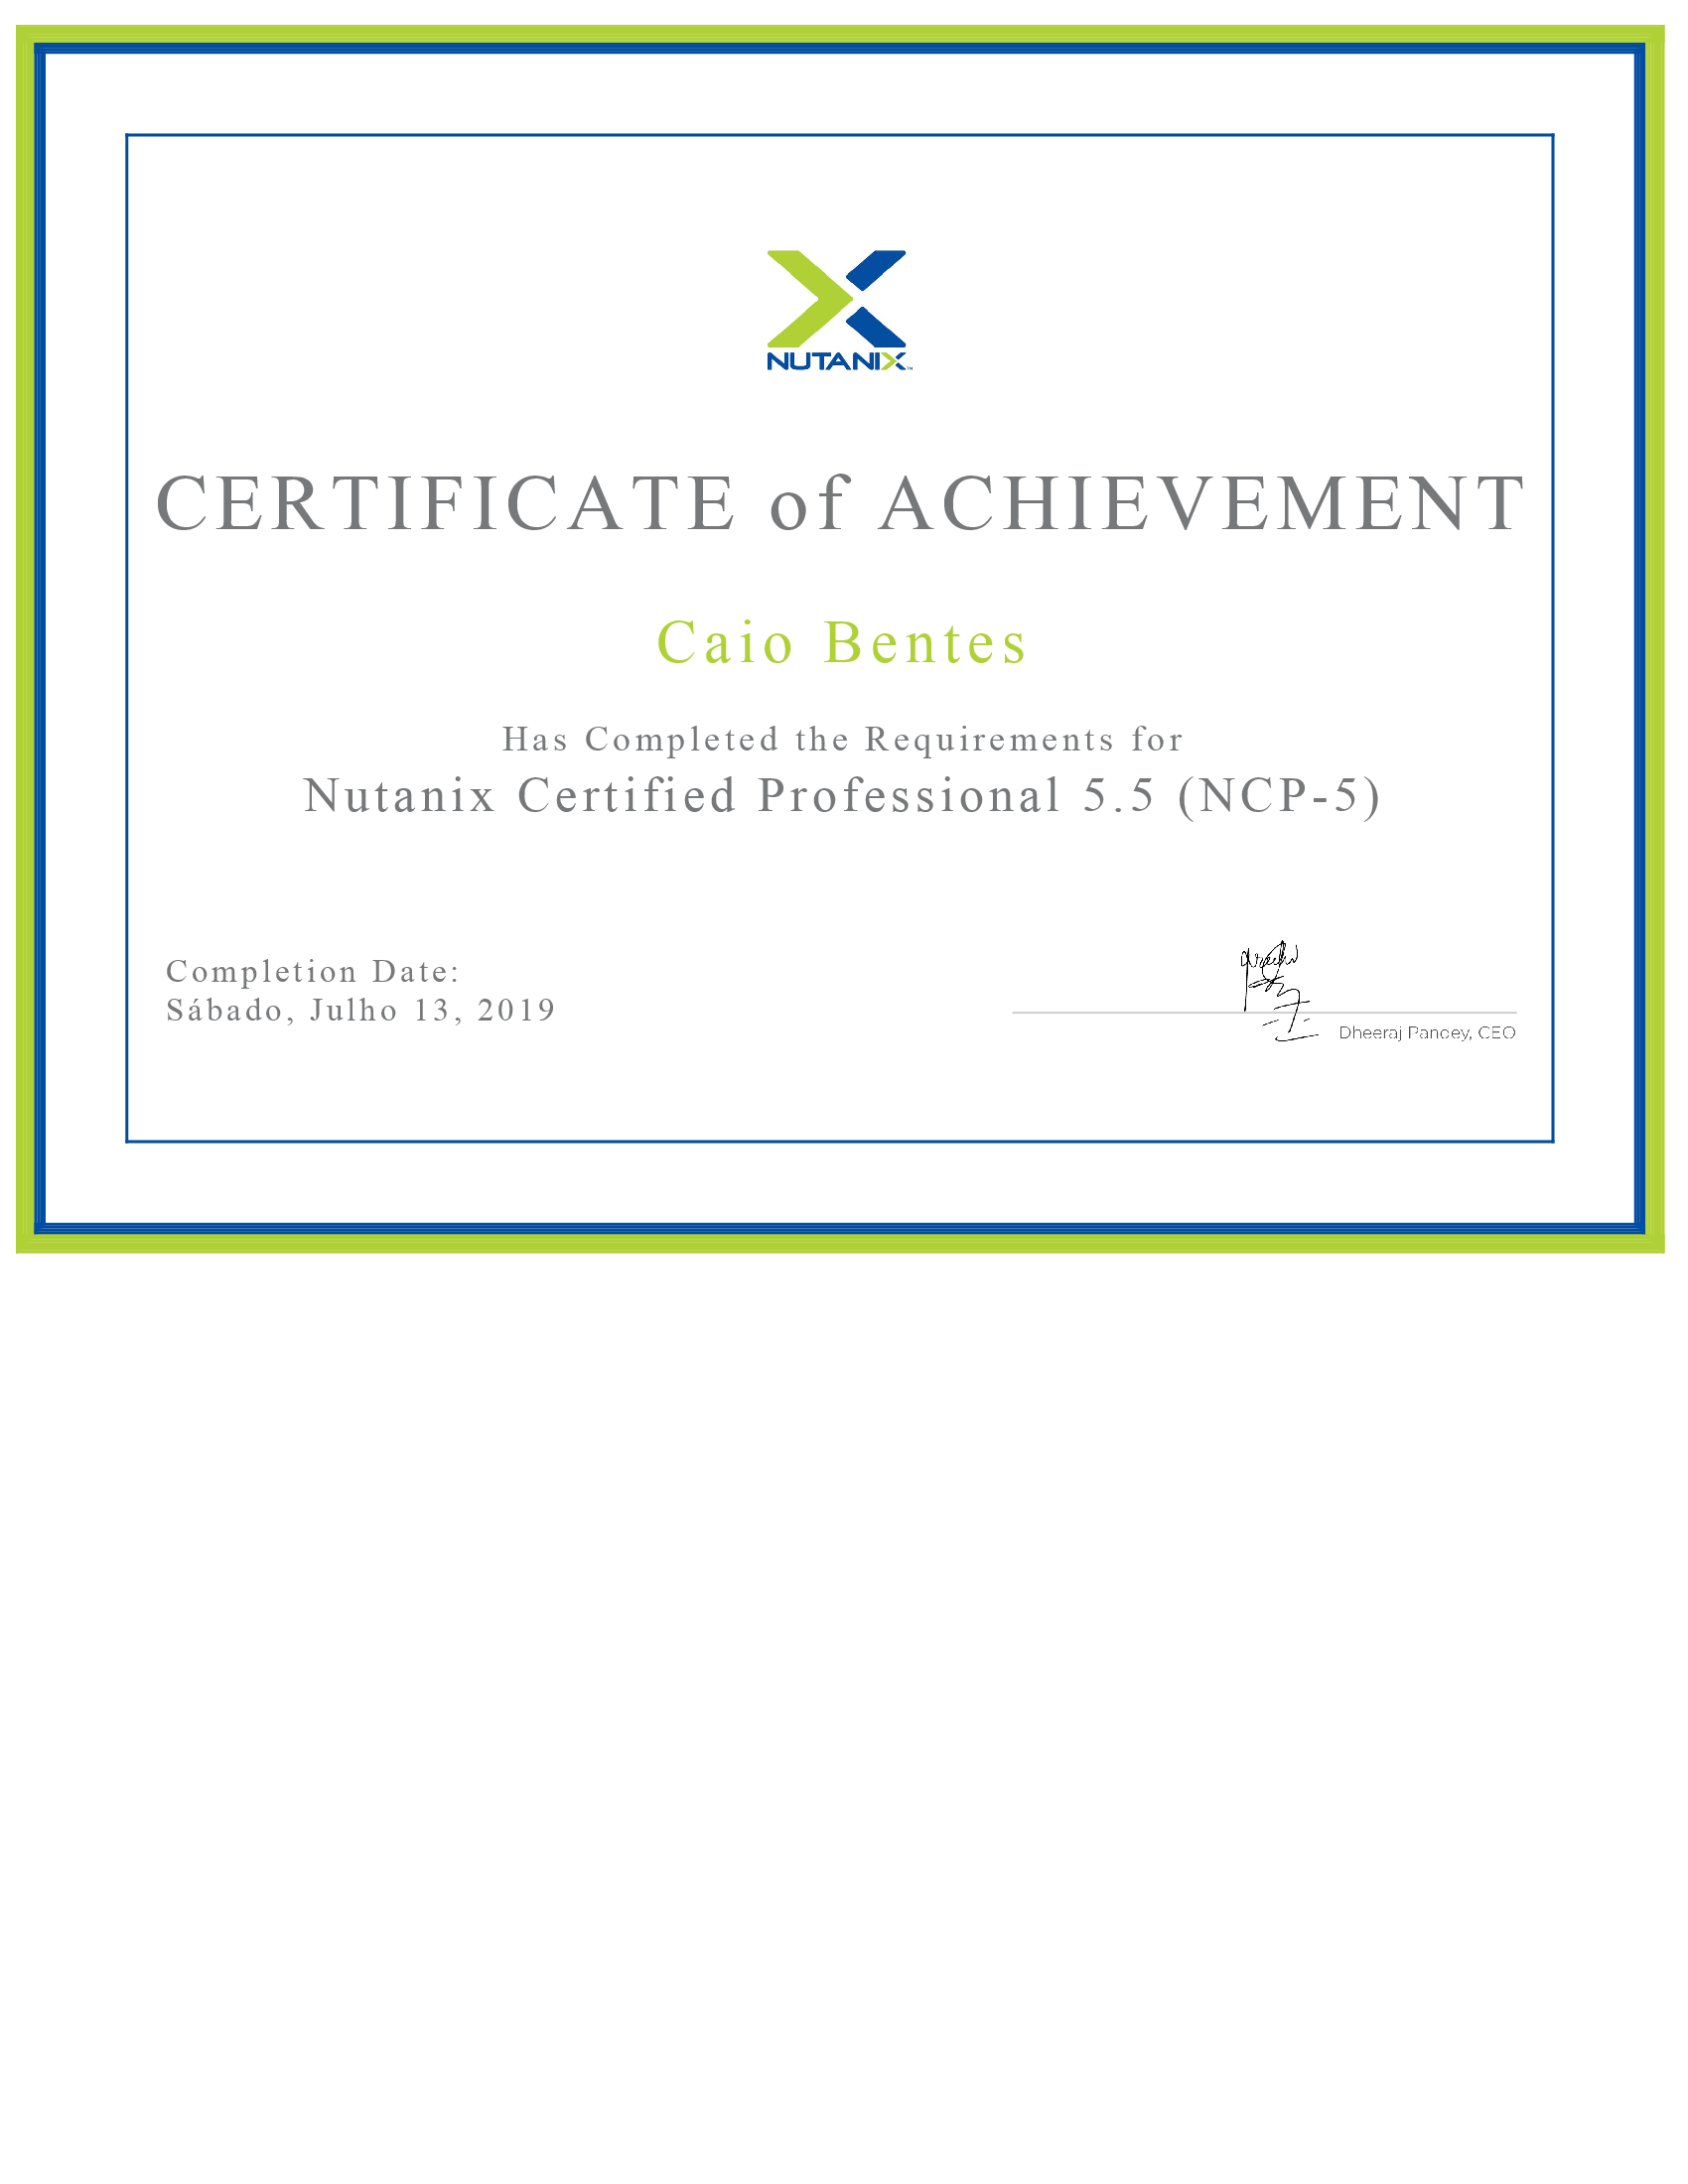 NUTANIX
CERTIFICATE of ACHIEVEMENT
Caio Bentes
Has Completed the Requirements for
Nutanix Certified Professional 5.5 (NCP-5)
Completion Date:
Sábado, Julho 13, 2019
Dheeraj Pandey, CEO